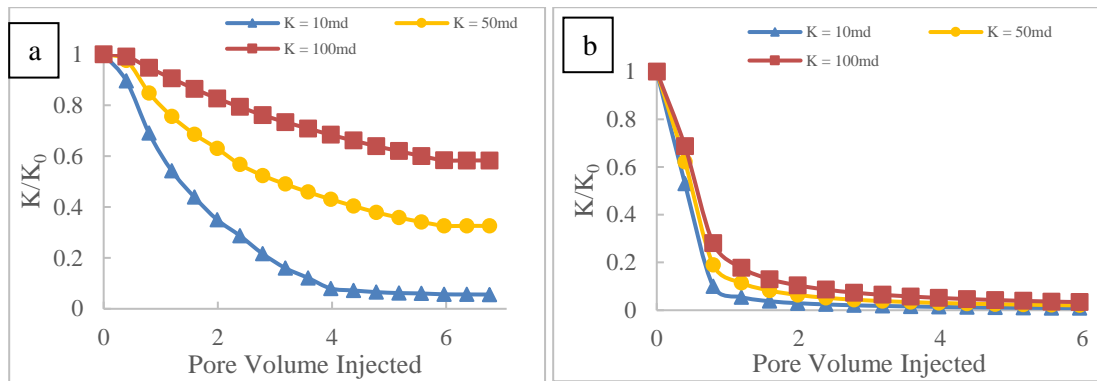 a
K = 10md
K = 50md
K = 100md
1
0.8
0.6
0.4
0.2
0
K/K0
0
2
4
6
Pore Volume Injected
b
K = 10md
K = 50md
K = 100md
1
0.8
0.6
0.4
0.2
0
K/K0
0
2
4
6
Pore Volume Injected